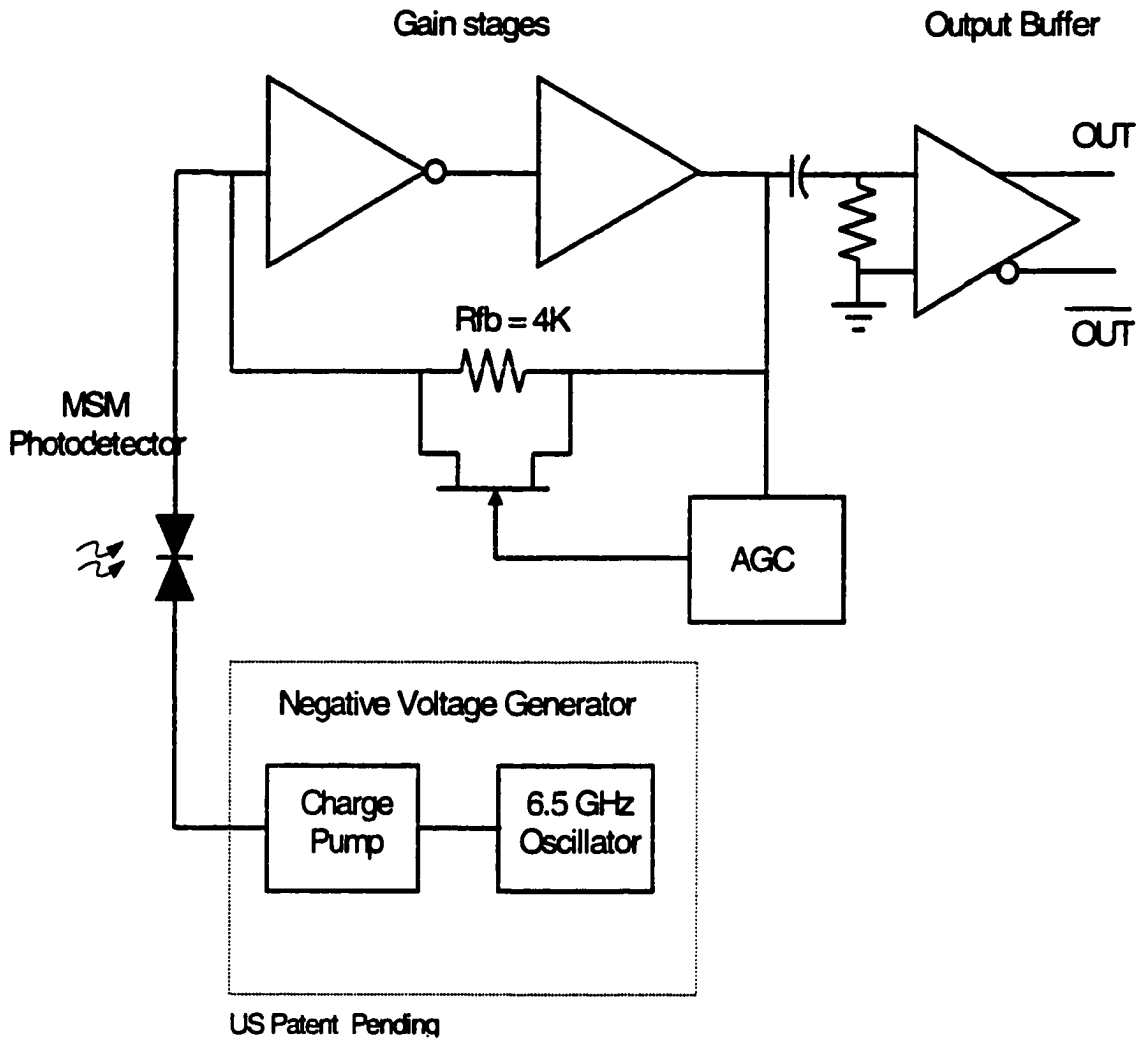 Gain stages
Output Buffer
OUT
OUT
Rfb = 4K
MSM
Photodetector
AGC
Negative Voltage Generator
Charge
Pump
6.5 GHz
Oscillator
US Patent Pending